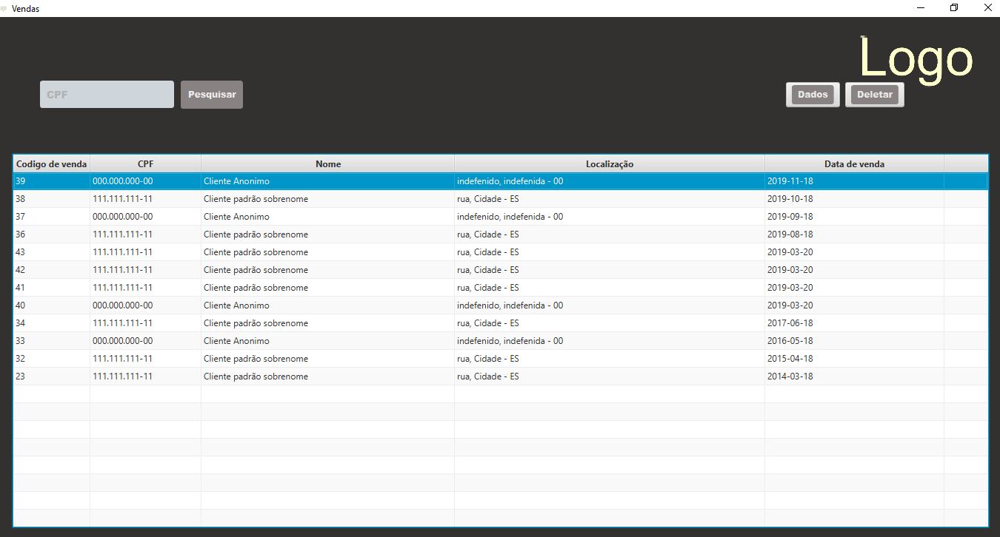 Vendas
Logo
CPF Pesquisar Dados Deletar
Codigo de venda CPF Nome Localização Data de venda
39 000.000.000-00 Cliente Anonimo indefenido, indefenida - 00 2019-11-18
38 111.111.111-11 Cliente padrão sobrenome rua, Cidade - ES 2019-10-18
37 000.000.000-00 Cliente Anonimo indefenido, indefenida - 00 2019-09-18
36 111.111.111-11 Cliente padrão sobrenome rua, Cidade - ES 2019-08-18
43 111.111.111-11 Cliente padrão sobrenome rua, Cidade - ES 2019-03-20
42 111.111.111-11 Cliente padrão sobrenome rua, Cidade - ES 2019-03-20
41 111.111.111-11 Cliente padrão sobrenome rua, Cidade - ES 2019-03-20
40 000.000.000-00 Cliente Anonimo indefenido, indefenida - 00 2019-03-20
34 111.111.111-11 Cliente padrão sobrenome rua, Cidade - ES 2017-06-18
33 000.000.000-00 Cliente Anonimo indefenido, indefenida - 00 2016-05-18
32 111.111.111-11 Cliente padrão sobrenome rua, Cidade - ES 2015-04-18
23 111.111.111-11 Cliente padrão sobrenome rua, Cidade - ES 2014-03-18